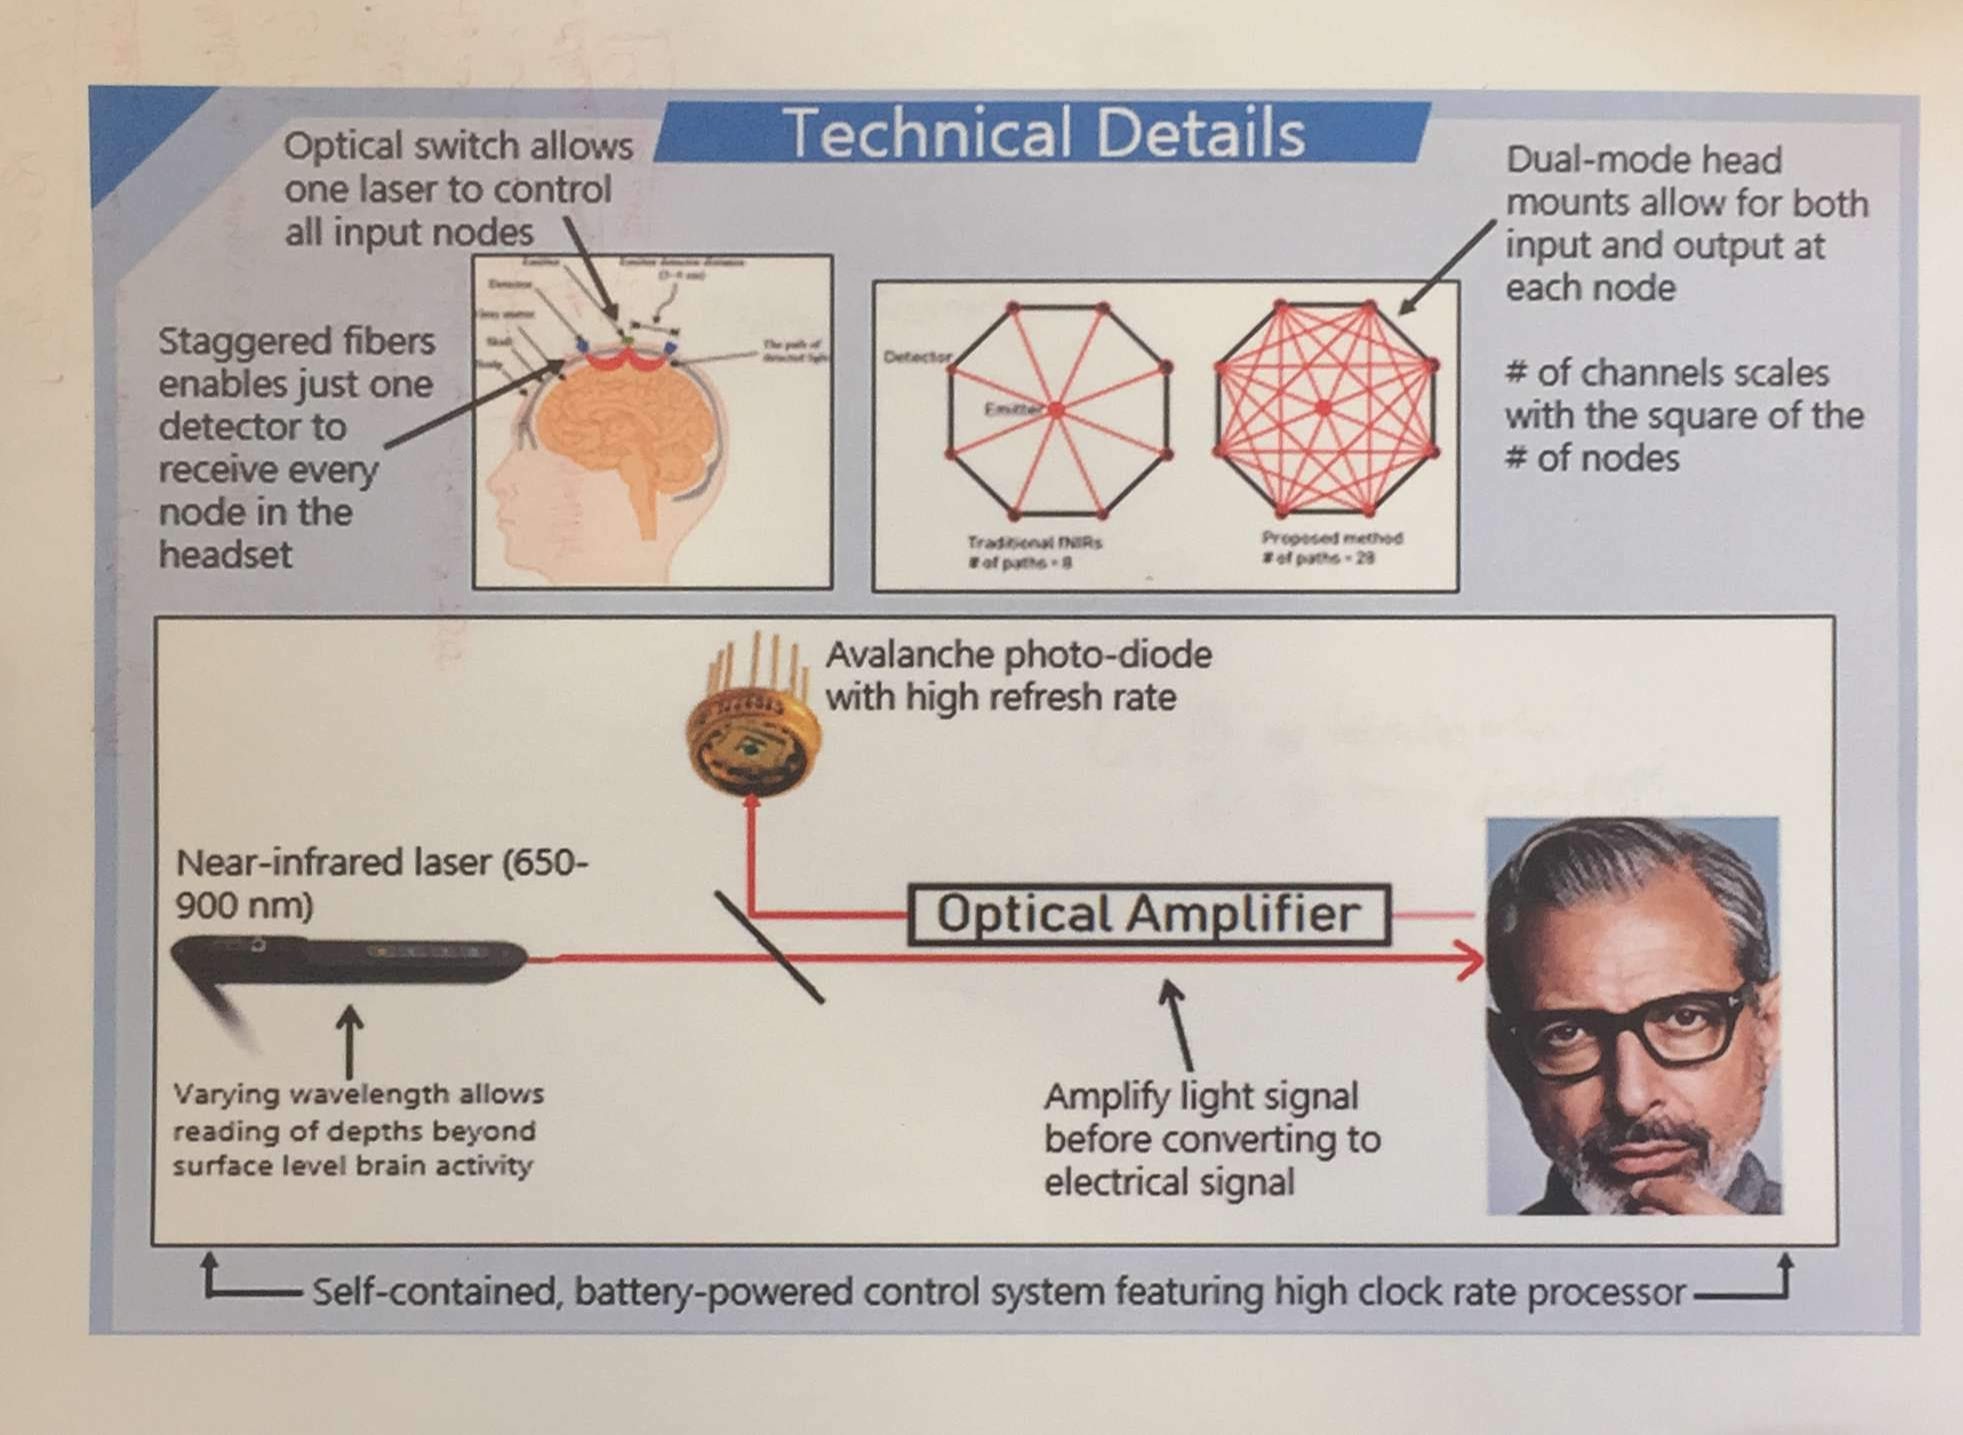 Technical Details
Optical switch allows
one laser to control
all input nodes
Dual-mode head
mounts allow for both
input and output at
each node
Staggered fibers
enables just one
detector to
receive every
node in the
headset
Emitter
Emitter detector distance
Detector
Skull
The path of
detected light
Detector
Emitter
Traditional fNIRs
# of paths = 8
Proposed method
# of paths = 28
# of channels scales
with the square of the
# of nodes
Avalanche photo-diode
with high refresh rate
Near-infrared laser (650-
900 nm)
Optical Amplifier
Varying wavelength allows
reading of depths beyond
surface level brain activity
Amplify light signal
before converting to
electrical signal
Self-contained, battery-powered control system featuring high clock rate processor